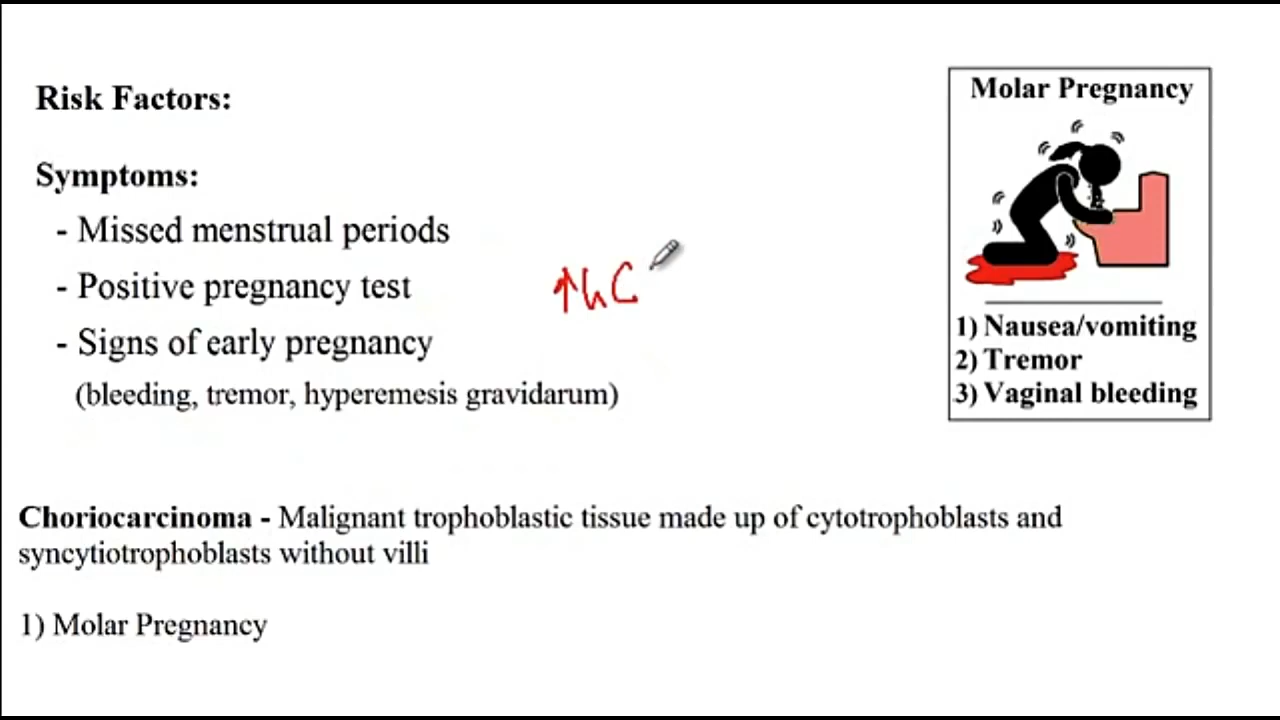 Risk Factors:
Symptoms:
- Missed menstrual periods
- Positive pregnancy test
- Signs of early pregnancy
(bleeding, tremor, hyperemesis gravidarum)
↑hC
Molar Pregnancy
1) Nausea/vomiting
2) Tremor
3) Vaginal bleeding
Choriocarcinoma - Malignant trophoblastic tissue made up of cytotrophoblasts and
syncytiotrophoblasts without villi
1) Molar Pregnancy